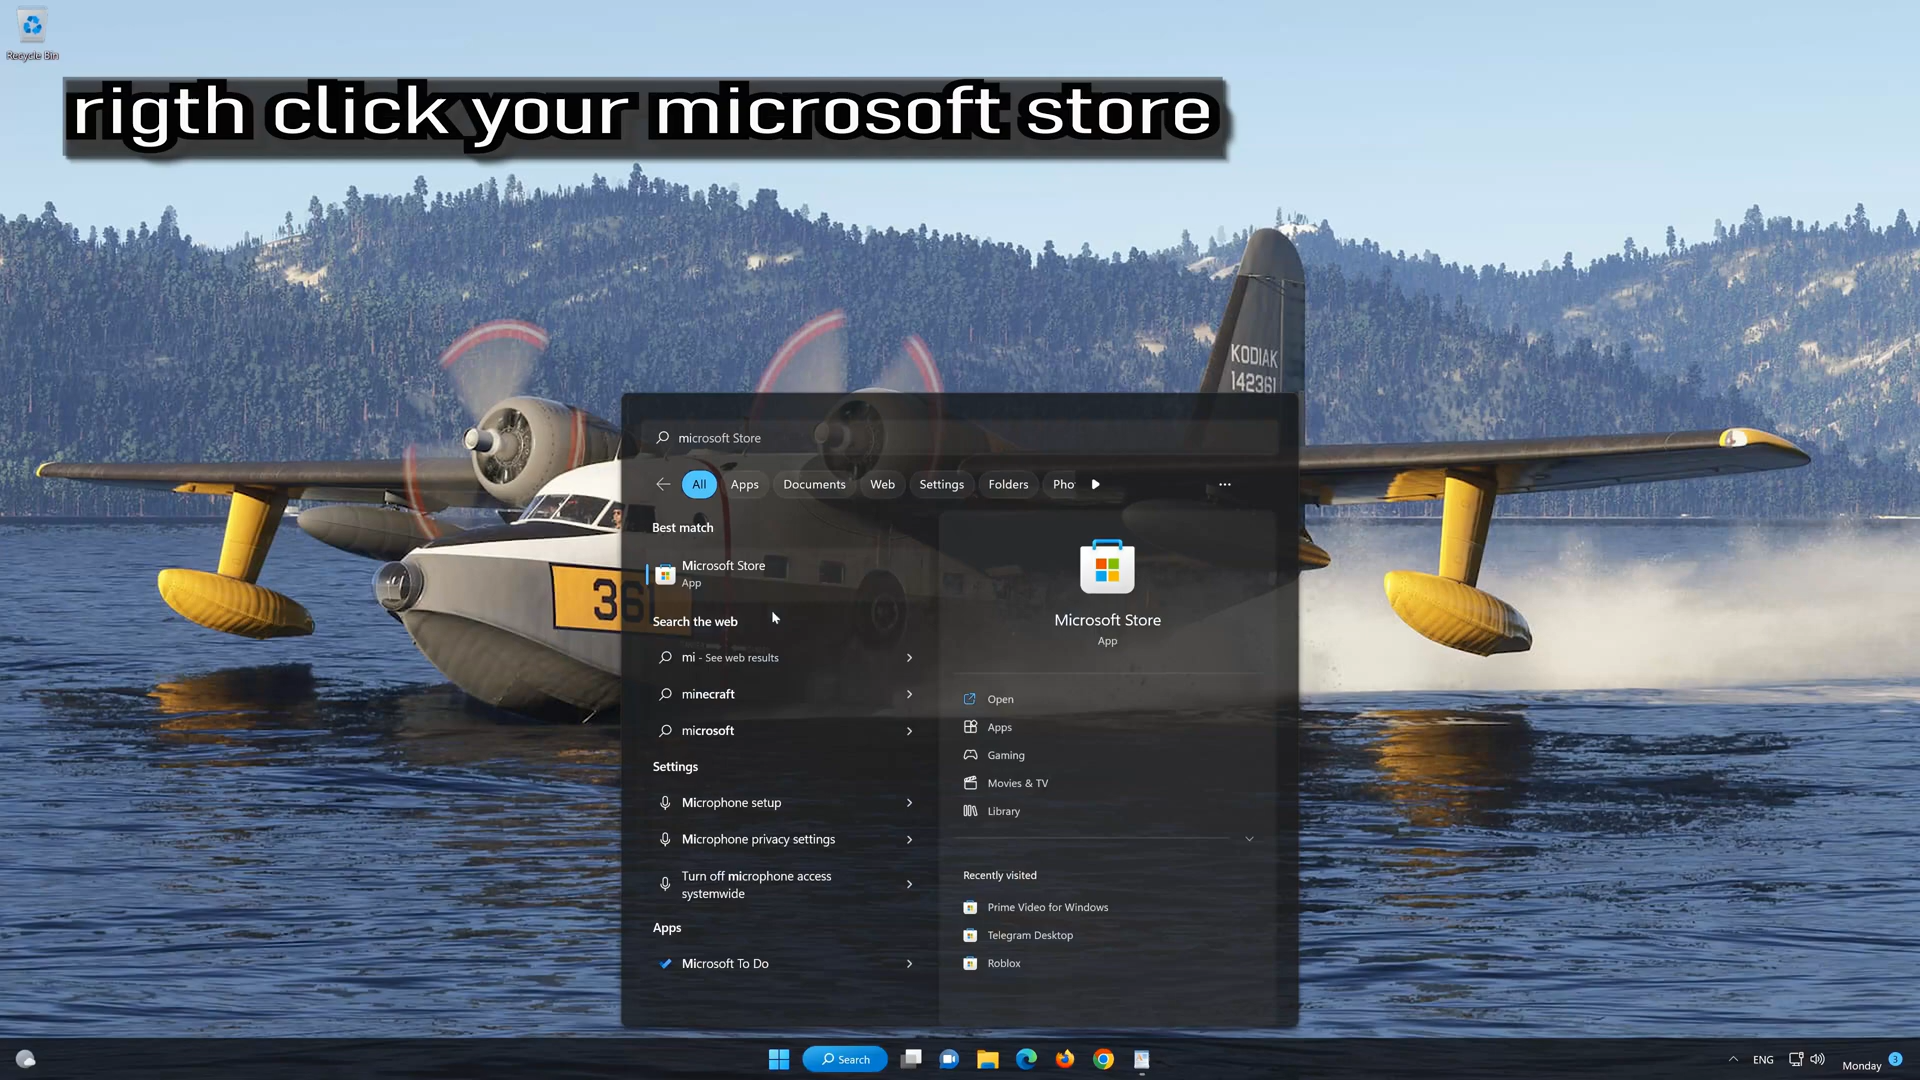 Recycle Bin
rigth click your microsoft store
KODIAK
142361
microsoft Store
All Apps Documents Web Settings Folders Pho
Best match
Microsoft Store
App
361
Search the web
mi - See web results
minecraft
microsoft
Settings
Microphone setup
Microphone privacy settings
Turn off microphone access
systemwide
Apps
Microsoft To Do
Microsoft Store
App
Open
Apps
Gaming
Movies & TV
Library
Recently visited
Prime Video for Windows
Telegram Desktop
Roblox
Search
ENG
Monday 3